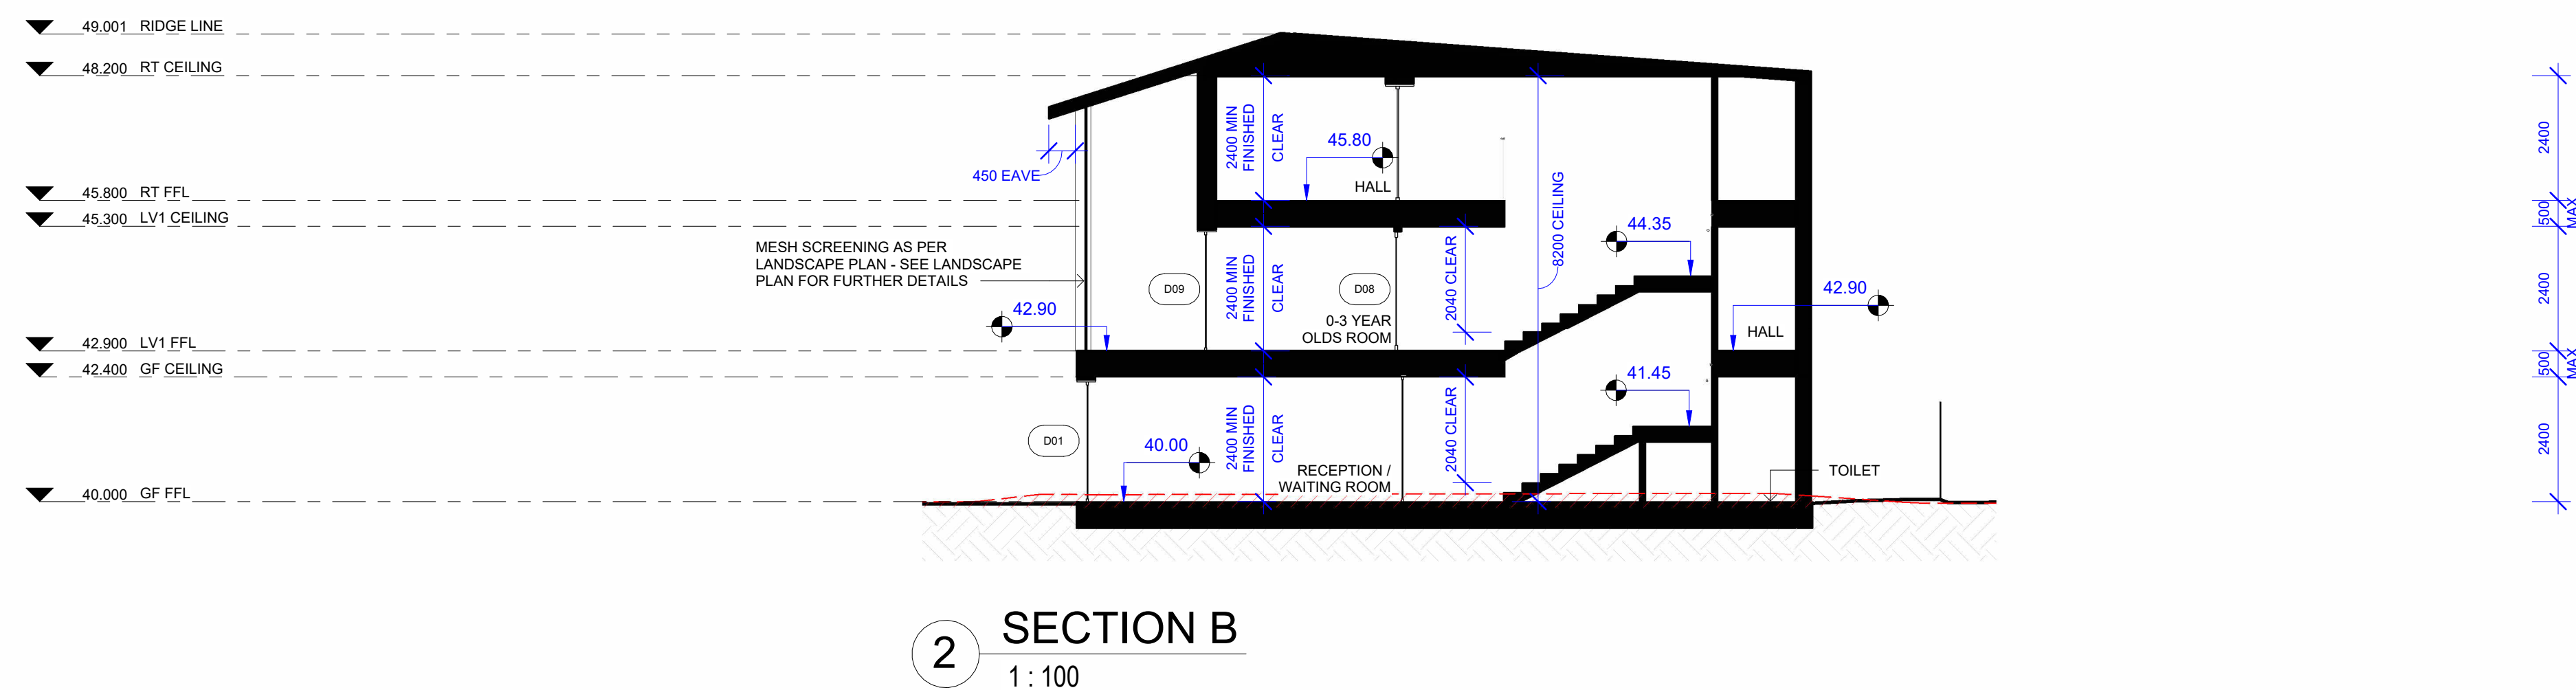 49.001 RIDGE LINE
48.200 RT CEILING
45.800 RT FFL
45.300 LV1 CEILING
42.900 LV1 FFL
42.400 GF CEILING
40.000 GF FFL
450 EAVE
MESH SCREENING AS PER
LANDSCAPE PLAN - SEE LANDSCAPE
PLAN FOR FURTHER DETAILS
42.90
D09
D01
40.00
2400 MIN
FINISHED
CLEAR
45.80
HALL
2400 MIN
FINISHED
CLEAR
D08
0-3 YEAR
OLDS ROOM
2040 CLEAR
8200 CEILING
44.35
42.90
HALL
2400 MIN
FINISHED
CLEAR
RECEPTION /
WAITING ROOM
2040 CLEAR
41.45
TOILET
2400
500
MAX
2400
500
MAX
2400
2
SECTION B
1 : 100